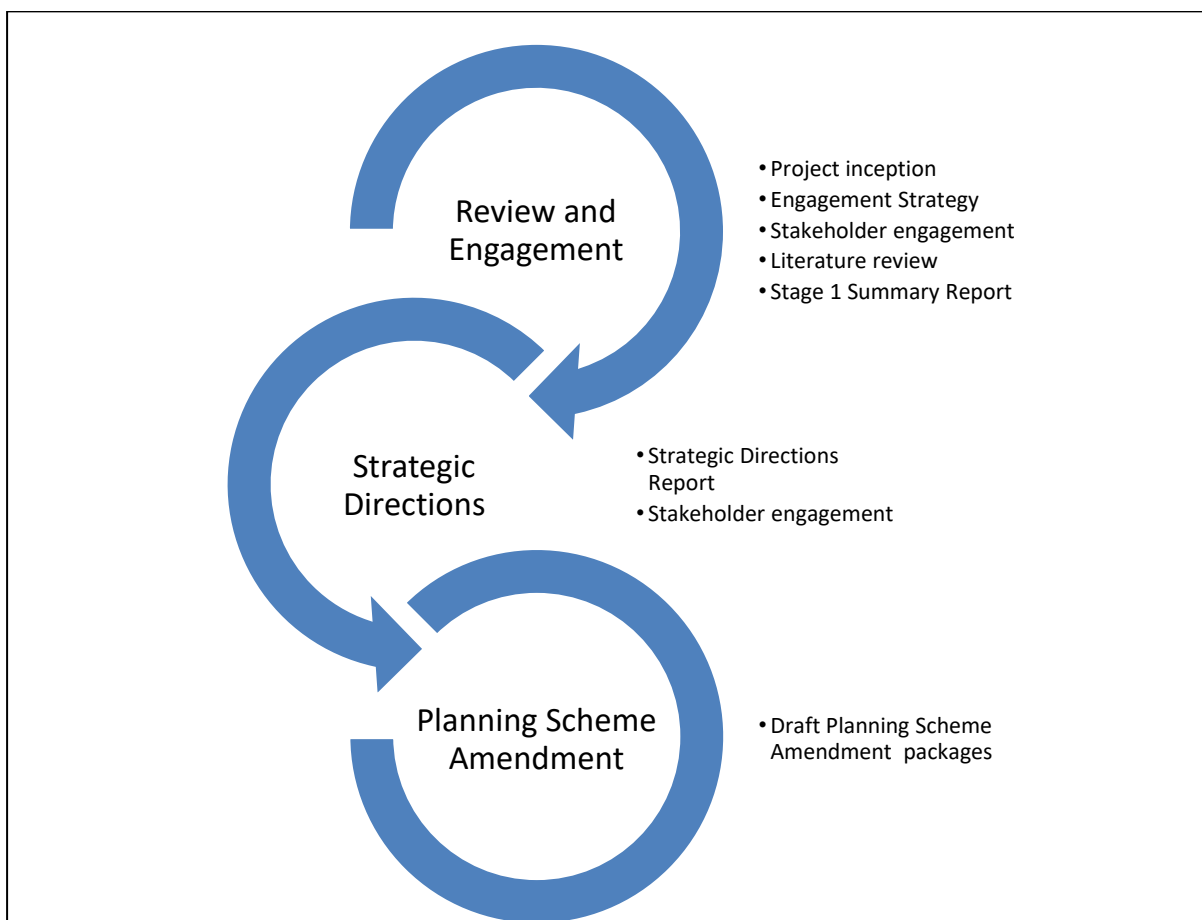 Review and
Engagement
• Project inception
• Engagement Strategy
• Stakeholder engagement
• Literature review
• Stage 1 Summary Report
Strategic
Directions
• Strategic Directions
Report
• Stakeholder engagement
Planning Scheme
Amendment
• Draft Planning Scheme
Amendment packages